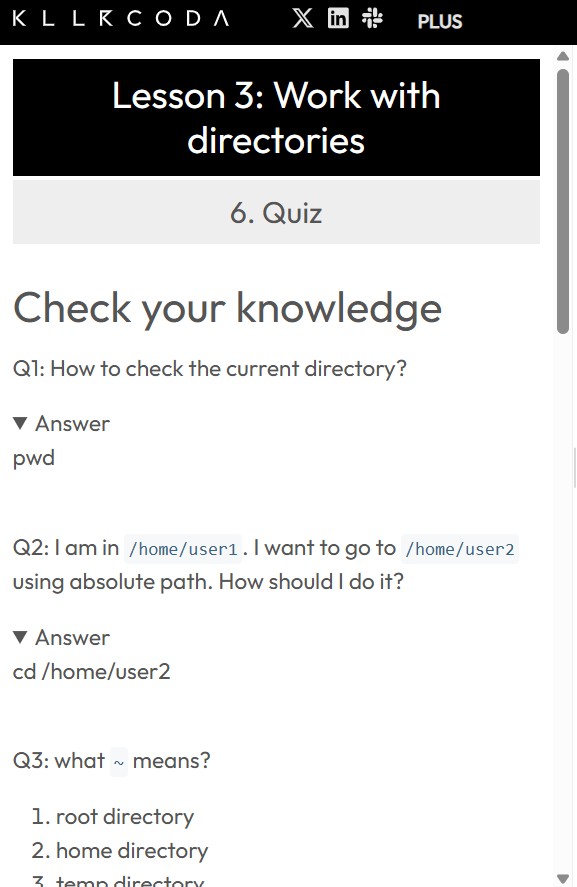 KILLERCODA
PLUS
Lesson 3: Work with
directories
6. Quiz
Check your knowledge
Q1: How to check the current directory?
▼ Answer
pwd
Q2: I am in /home/user1. I want to go to /home/user2
using absolute path. How should I do it?
▼ Answer
cd /home/user2
Q3: what ~ means?
1. root directory
2. home directory
3. temp directory